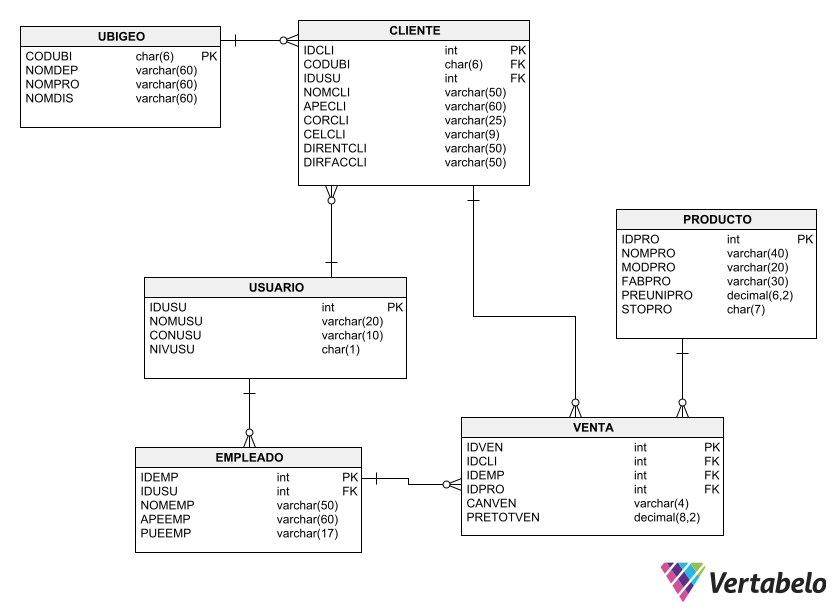 UBIGEO
CODUBI char(6) PK
NOMDEP varchar(60)
NOMPRO varchar(60)
NOMDIS varchar(60)
CLIENTE
IDCLI int PK
CODUBI char(6) FK
IDUSU int FK
NOMCLI varchar(50)
APECLI varchar(60)
CORCLI varchar(25)
CELCLI varchar(9)
DIRENTCLI varchar(50)
DIRFACCLI varchar(50)
PRODUCTO
IDPRO int PK
NOMPRO varchar(40)
MODPRO varchar(20)
FABPRO varchar(30)
PREUNIPRO decimal(6,2)
STOPRO char(7)
USUARIO
IDUSU int PK
NOMUSU varchar(20)
CONUSU varchar(10)
NIVUSU char(1)
EMPLEADO
IDEMP int PK
IDUSU int FK
NOMEMP varchar(50)
APEEMP varchar(60)
PUEEMP varchar(17)
VENTA
IDVEN int PK
IDCLI int FK
IDEMP int FK
IDPRO int FK
CANVEN varchar(4)
PRETOTVEN decimal(8,2)
Vertabelo